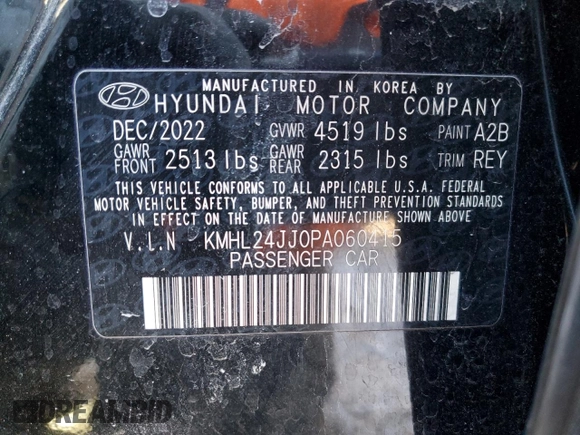 MANUFACTURED IN KOREA BY
HYUNDAI MOTOR COMPANY
DEC/2022 GVWR 4519 lbs PAINT A2B
GAWR FRONT 2513 lbs GAWR REAR 2315 lbs TRIM REY
THIS VEHICLE CONFORMS TO ALL APPLICABLE U.S.A. FEDERAL
MOTOR VEHICLE SAFETY, BUMPER, AND THEFT PREVENTION STANDARDS
IN EFFECT ON THE DATE OF MANUFACTURE SHOWN ABOVE
V.I.N KMHL24JJ0PA060415
PASSENGER CAR
DREAMBID